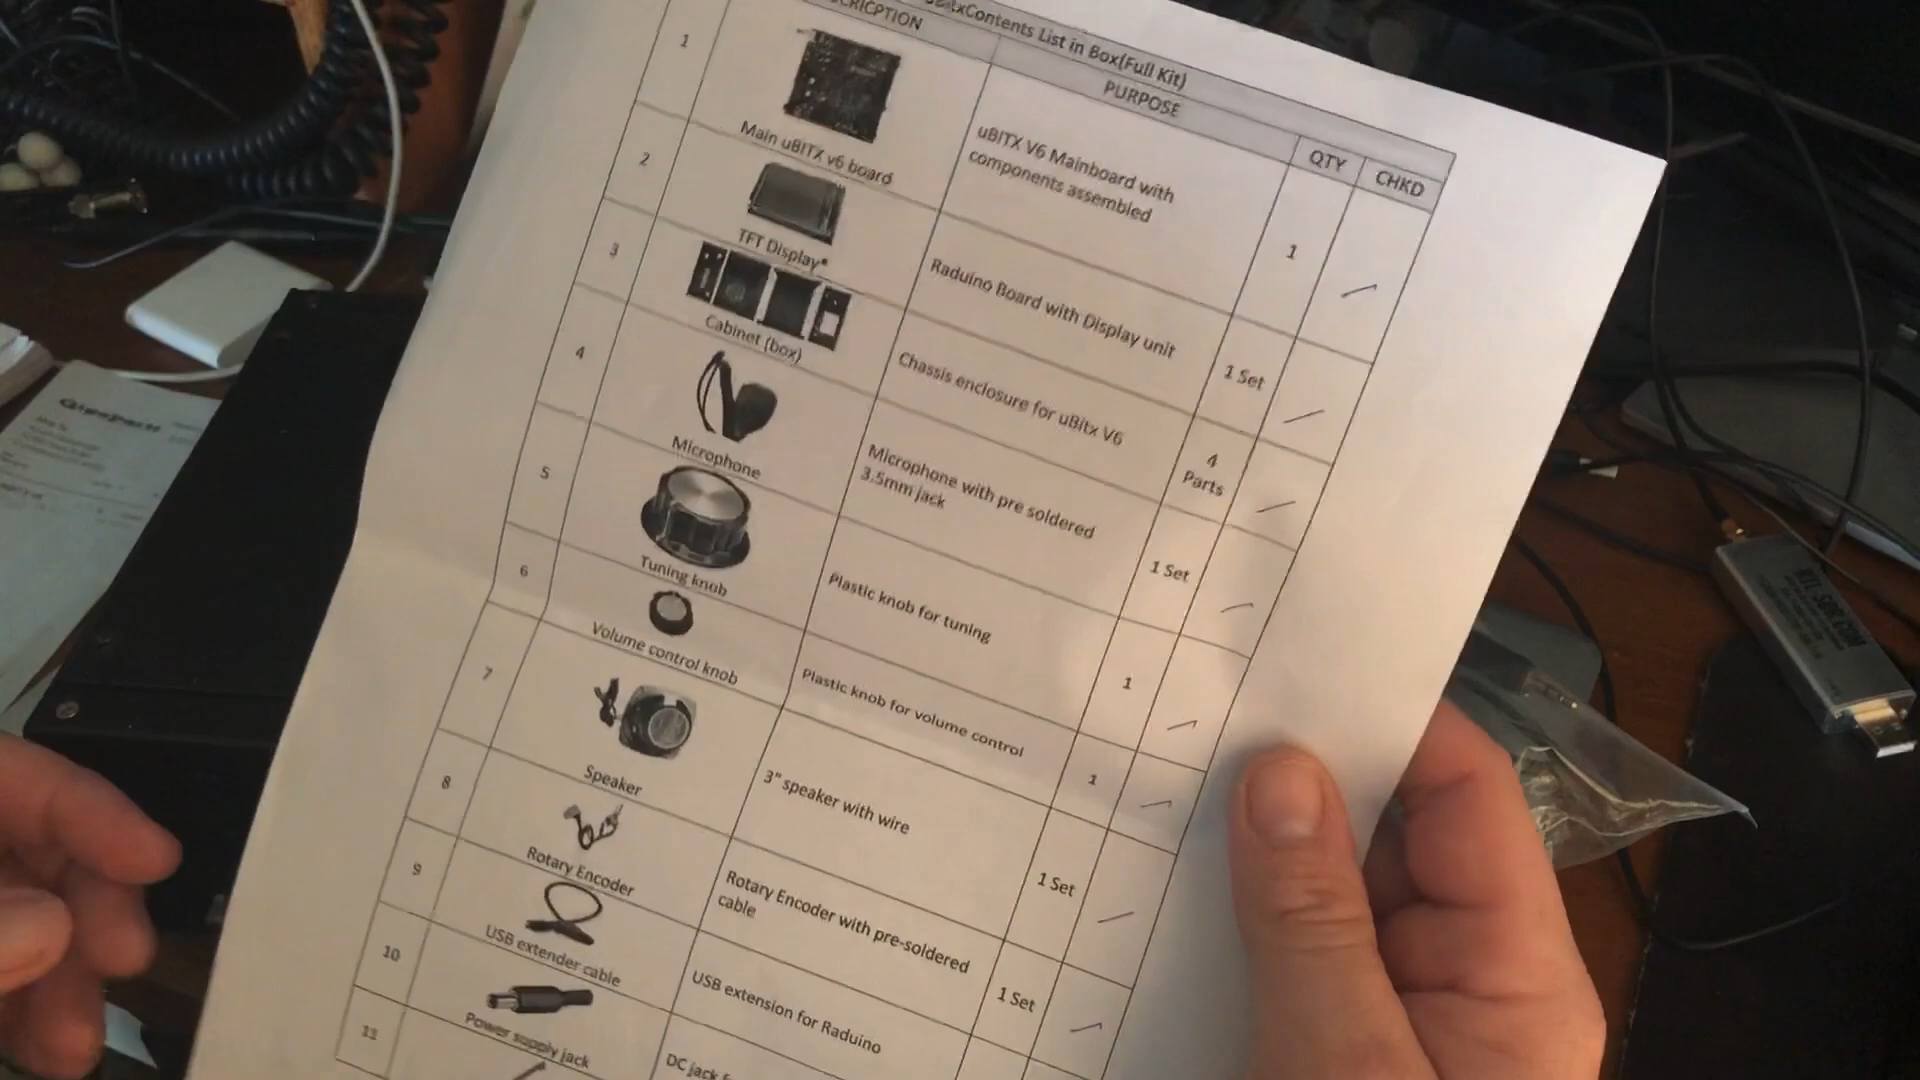 Contents List in Box(Full Kit)
PURPOSE
QTY
CHKD
1
Main uBITX v6 board
uBITX V6 Mainboard with
components assembled
1
2
TFT Display*
Raduino Board with Display unit
1 Set
3
Cabinet (box)
Chassis enclosure for uBitx V6
4
Parts
4
Microphone
Microphone with pre soldered
3.5mm jack
1 Set
5
Tuning knob
Plastic knob for tuning
1
6
Volume control knob
Plastic knob for volume control
1
7
Speaker
3" speaker with wire
1 Set
8
Rotary Encoder
Rotary Encoder with pre-soldered
cable
1 Set
9
USB extender cable
USB extension for Raduino
10
Power supply jack
DC jack
11
RTL-SDR.COM